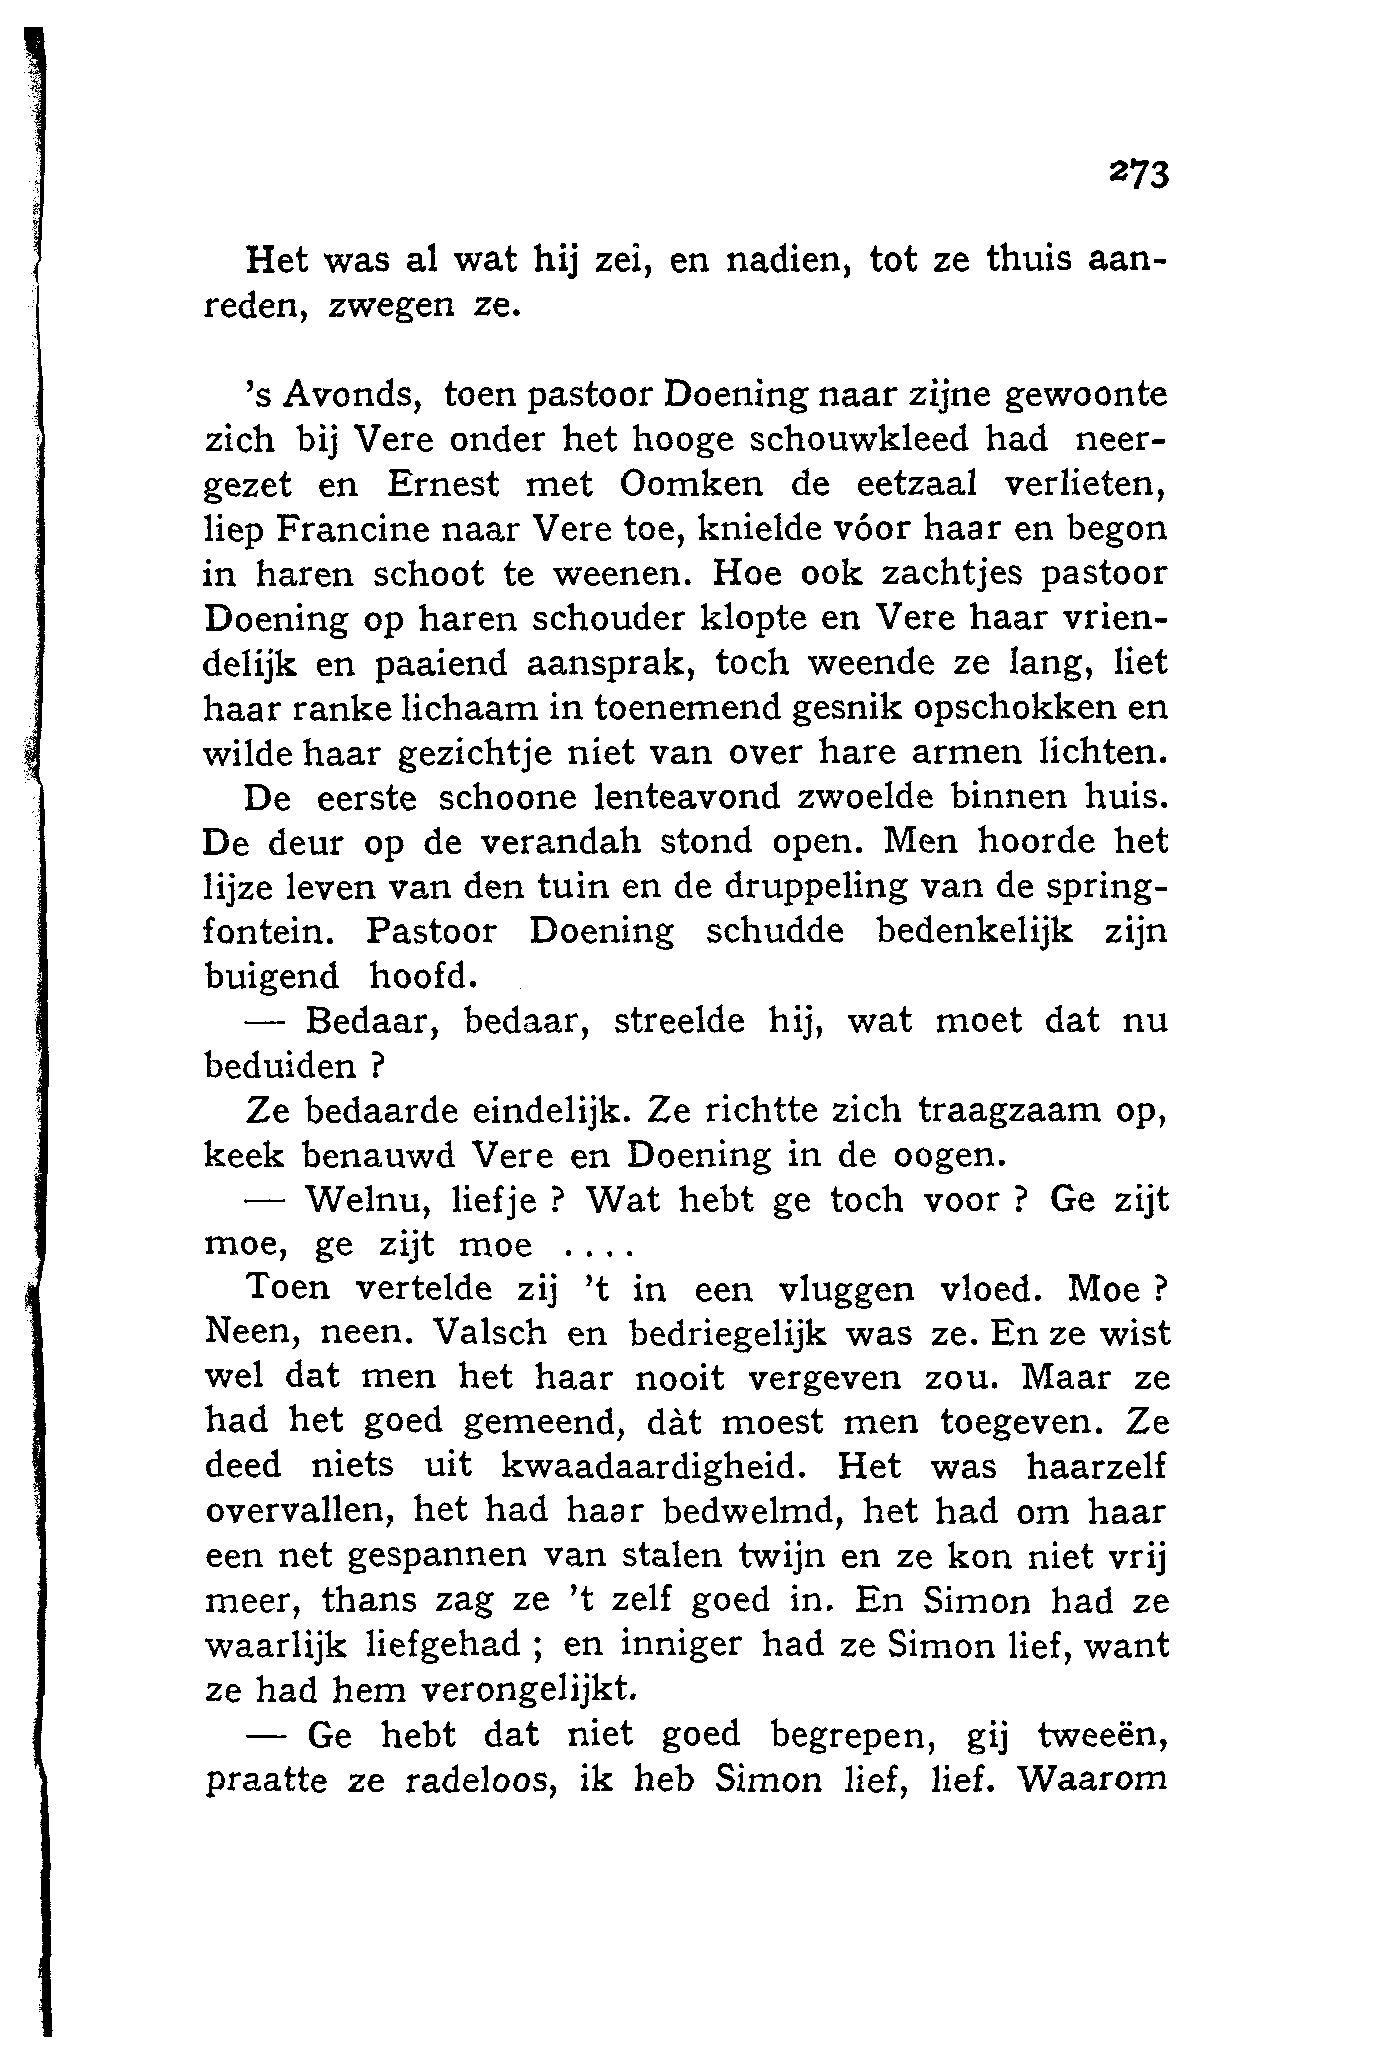 273
Het was al wat hij zei, en nadien, tot ze thuis aan-
reden, zwegen ze.
's Avonds, toen pastoor Doening naar zijne gewoonte
zich bij Vere onder het hooge schouwkleed had neer-
gezet en Ernest met Oomken de eetzaal verlieten,
liep Francine naar Vere toe, knielde vóor haar en begon
in haren schoot te weenen. Hoe ook zachtjes pastoor
Doening op haren schouder klopte en Vere haar vrien-
delijk en paaiend aansprak, toch weende ze lang, liet
haar ranke lichaam in toenemend gesnik opschokken en
wilde haar gezichtje niet van over hare armen lichten.
De eerste schoone lenteavond zwoelde binnen huis.
De deur op de verandah stond open. Men hoorde het
lijze leven van den tuin en de druppeling van de spring-
fontein. Pastoor Doening schudde bedenkelijk zijn
buigend hoofd.
— Bedaar, bedaar, streelde hij, wat moet dat nu
beduiden ?
Ze bedaarde eindelijk. Ze richtte zich traagzaam op,
keek benauwd Vere en Doening in de oogen.
— Welnu, liefje ? Wat hebt ge toch voor ? Ge zijt
moe, ge zijt moe ....
Toen vertelde zij 't in een vluggen vloed. Moe ?
Neen, neen. Valsch en bedriegelijk was ze. En ze wist
wel dat men het haar nooit vergeven zou. Maar ze
had het goed gemeend, dàt moest men toegeven. Ze
deed niets uit kwaadaardigheid. Het was haarzelf
overvallen, het had haar bedwelmd, het had om haar
een net gespannen van stalen twijn en ze kon niet vrij
meer, thans zag ze 't zelf goed in. En Simon had ze
waarlijk liefgehad ; en inniger had ze Simon lief, want
ze had hem verongelijkt.
— Ge hebt dat niet goed begrepen, gij tweeën,
praatte ze radeloos, ik heb Simon lief, lief. Waarom